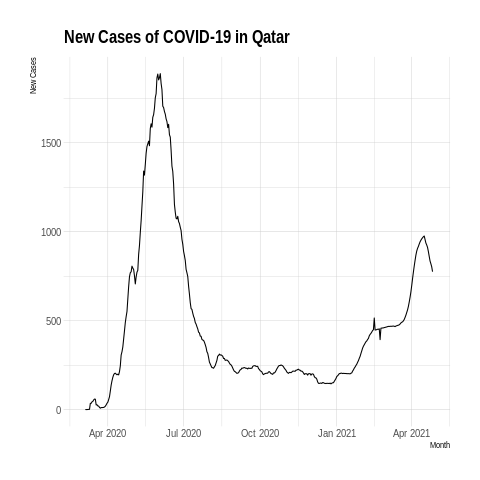 New Cases of COVID-19 in Qatar
New Cases
1500
1000
500
0
Apr 2020 Jul 2020 Oct 2020 Jan 2021 Apr 2021
Month